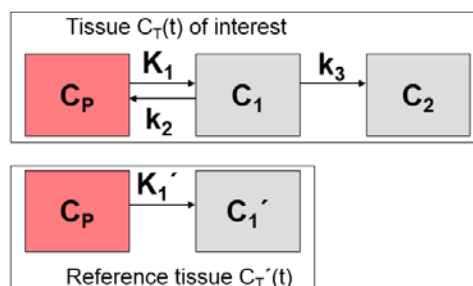 Tissue C_T(t) of interest
C_P K_1 k_2 C_1 k_3 C_2
C_P K_1´ C_1´
Reference tissue C_T´(t)